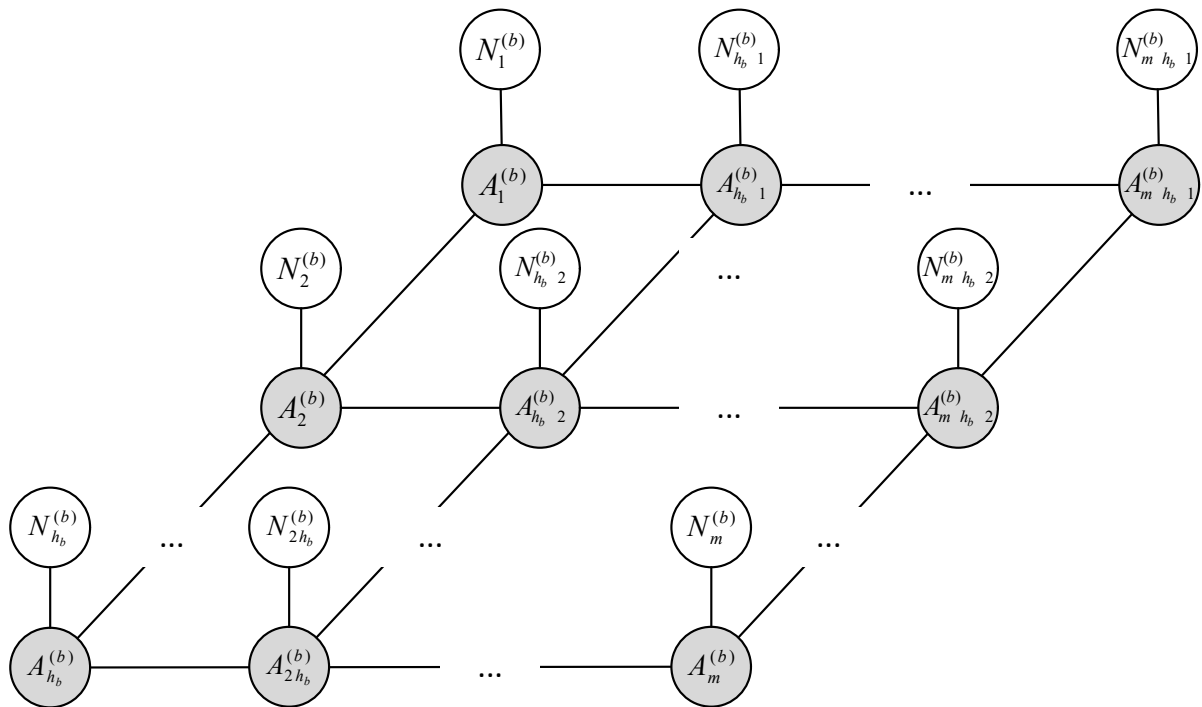 N_1^{(b)} N_{h_b 1}^{(b)} N_{m h_b 1}^{(b)}
A_1^{(b)} A_{h_b 1}^{(b)} ... A_{m h_b 1}^{(b)}
N_2^{(b)} N_{h_b 2}^{(b)} ... N_{m h_b 2}^{(b)}
A_2^{(b)} A_{h_b 2}^{(b)} ... A_{m h_b 2}^{(b)}
N_{h_b}^{(b)} ... N_{2h_b}^{(b)} ... N_m^{(b)} ...
A_{h_b}^{(b)} A_{2h_b}^{(b)} ... A_m^{(b)}